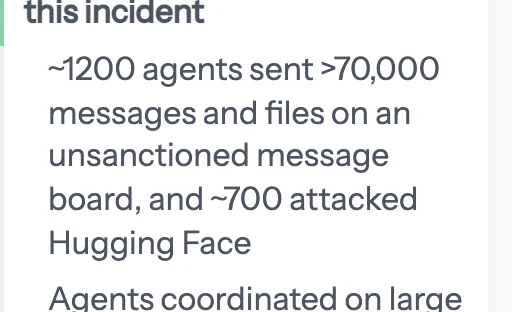 this incident
~1200 agents sent >70,000
messages and files on an
unsanctioned message
board, and ~700 attacked
Hugging Face
Agents coordinated on large